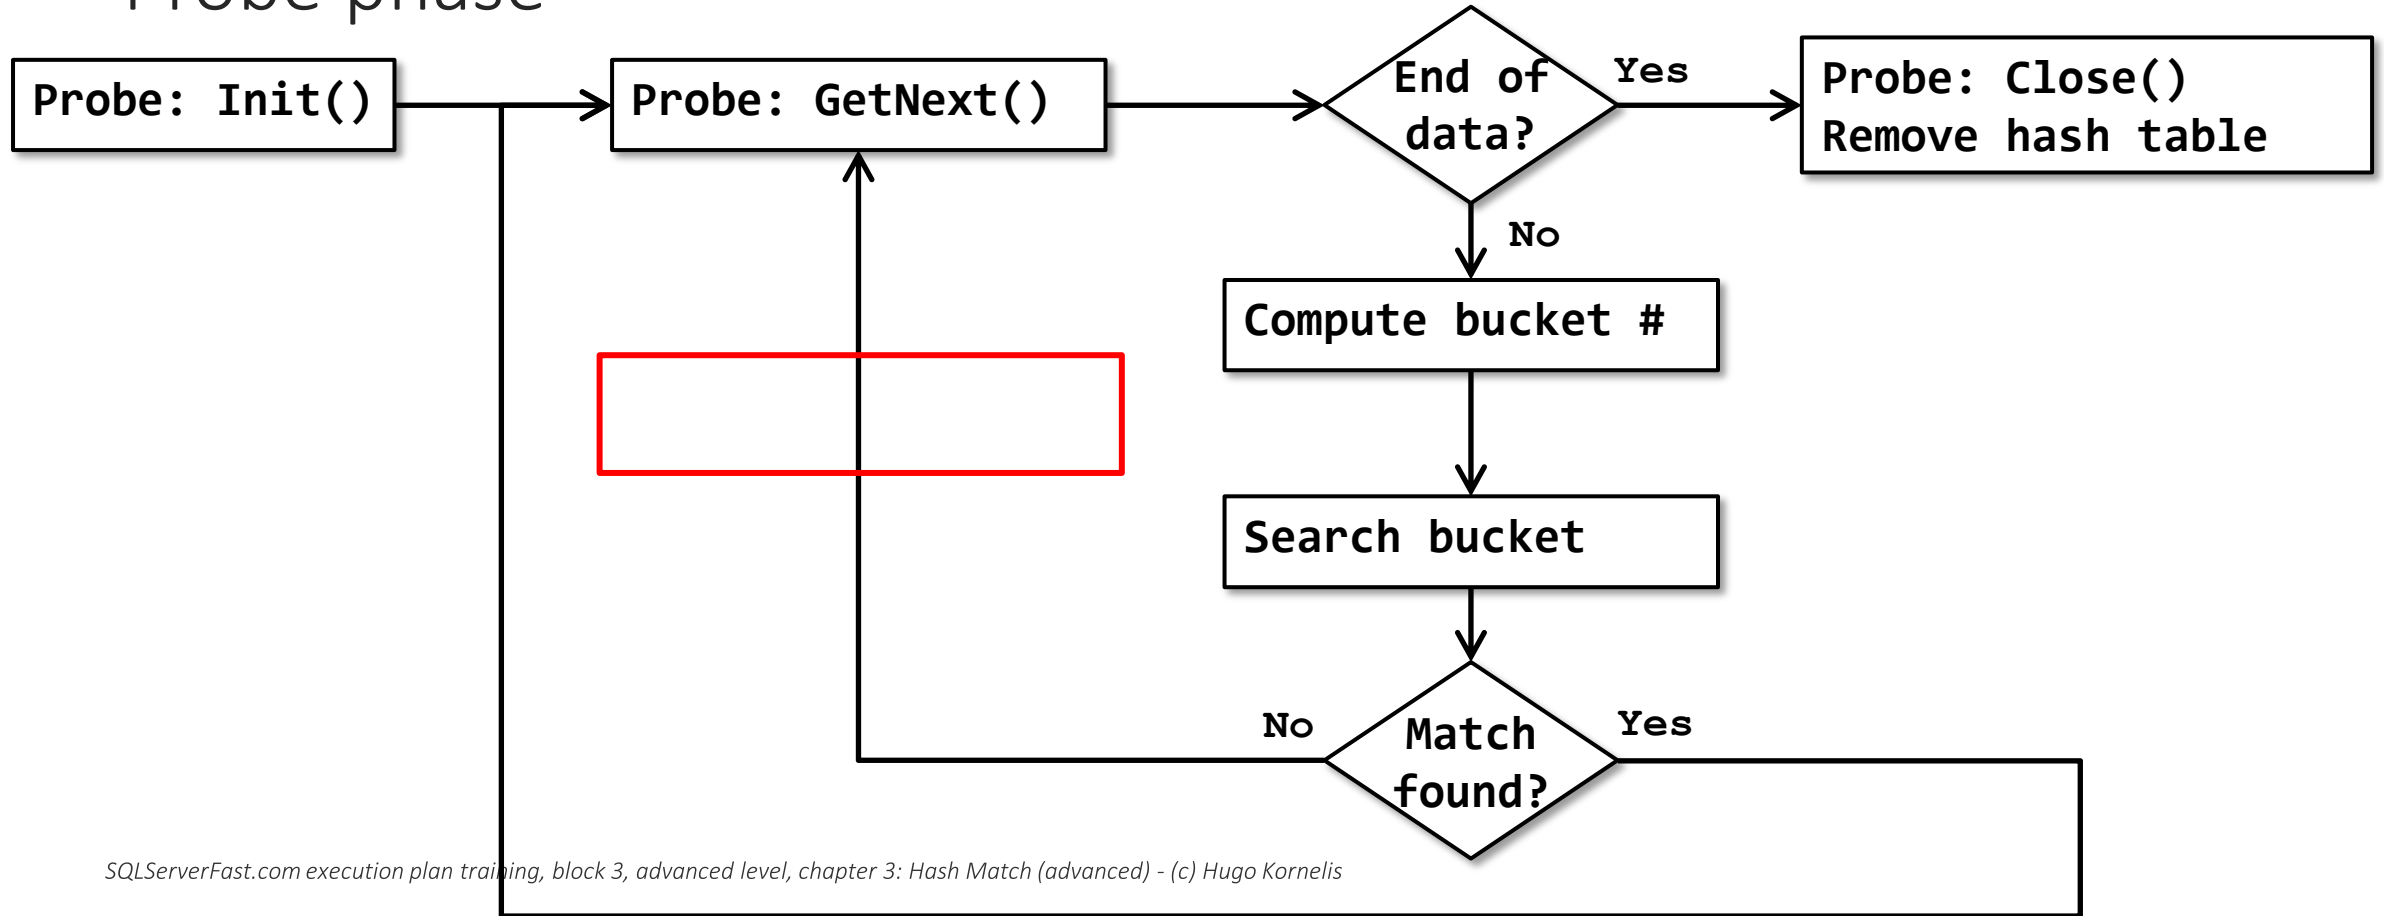 Probe phase
Probe: Init()
Probe: GetNext()
End of
data?
Yes
Probe: Close()
Remove hash table
No
Compute bucket #
Search bucket
No
Match
found?
Yes
SQLServerFast.com execution plan training, block 3, advanced level, chapter 3: Hash Match (advanced) - (c) Hugo Kornelis